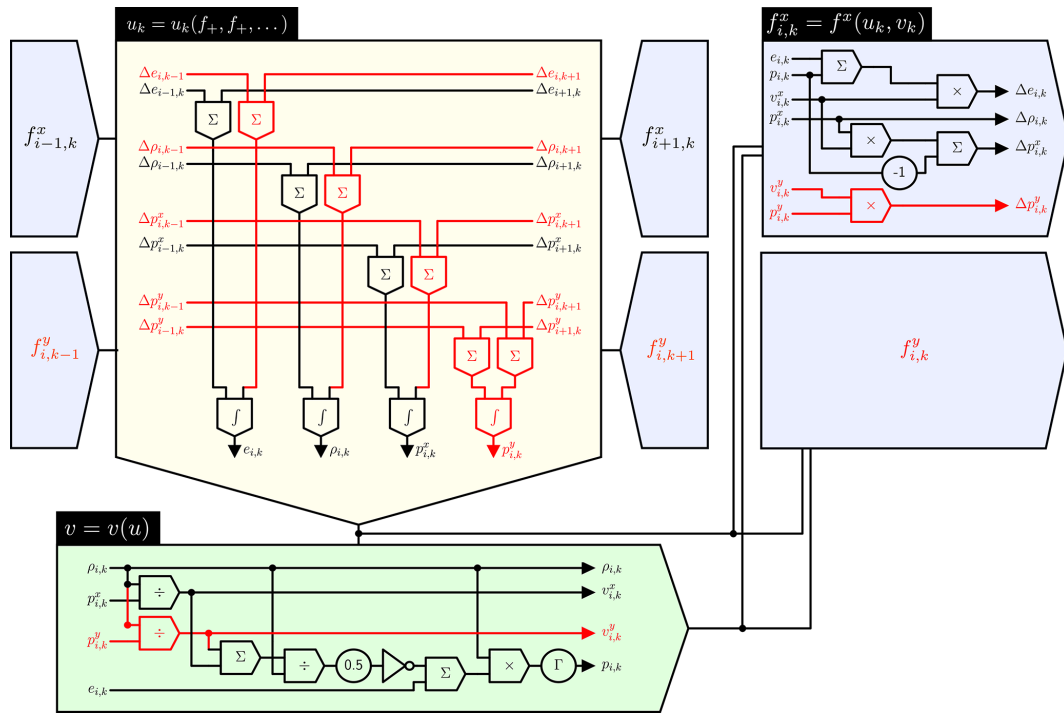 u_k = u_k(f_+, f_+, . . .)
f^x_{i-1,k}
f^y_{i,k-1}
Δe_{i,k-1} Δe_{i,k+1}
Δe_{i-1,k} Δe_{i+1,k}
Σ Σ
Δρ_{i,k-1} Δρ_{i,k+1}
Δρ_{i-1,k} Δρ_{i+1,k}
Σ Σ
Δp^x_{i,k-1} Δp^x_{i,k+1}
Δp^x_{i-1,k} Δp^x_{i+1,k}
Σ Σ
Δp^y_{i,k-1} Δp^y_{i,k+1}
Δp^y_{i-1,k} Δp^y_{i+1,k}
Σ Σ
∫ ∫ ∫ ∫
e_{i,k} ρ_{i,k} p^x_{i,k} p^y_{i,k}
f^x_{i+1,k}
f^y_{i,k+1}
f^x_{i,k} = f^x(u_k, v_k)
e_{i,k}
p_{i,k} Σ
v^x_{i,k} × Δe_{i,k}
p^x_{i,k} Δρ_{i,k}
× Σ Δp^x_{i,k}
-1
v^y_{i,k}
p^y_{i,k} × Δp^y_{i,k}
f^y_{i,k}
v = v(u)
ρ_{i,k} ρ_{i,k}
p^x_{i,k} ÷ v^x_{i,k}
p^y_{i,k} ÷ v^y_{i,k}
Σ ÷ 0.5 Σ × Γ p_{i,k}
e_{i,k}